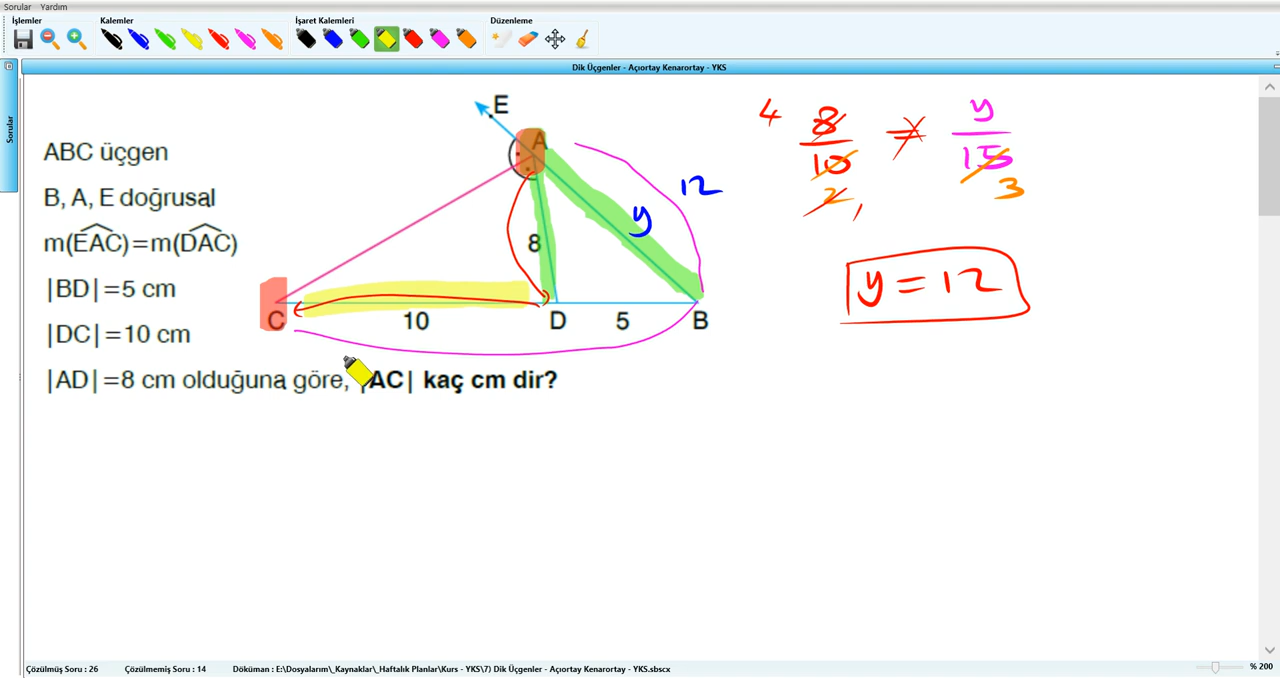 Sorular Yardım
İşlemler Kalemler İşaret Kalemleri Düzenleme
Dik Üçgenler - Açıortay Kenarortay - YKS
Sorular
ABC üçgen
B, A, E doğrusal
m(EAC)=m(DAC)
|BD|=5 cm
|DC|=10 cm
|AD|=8 cm olduğuna göre, |AC| kaç cm dir?
E
A
12
y
8
C 10 D 5 B
4 8 = y
10 15
2 3
y = 12
Çözülmüş Soru : 26 Çözülmemiş Soru : 14 Döküman : E:\Dosyalarım\_Kaynaklar\_Haftalık Planlar\Kurs - YKS\7) Dik Üçgenler - Açıortay Kenarortay - YKS.sbscx % 200